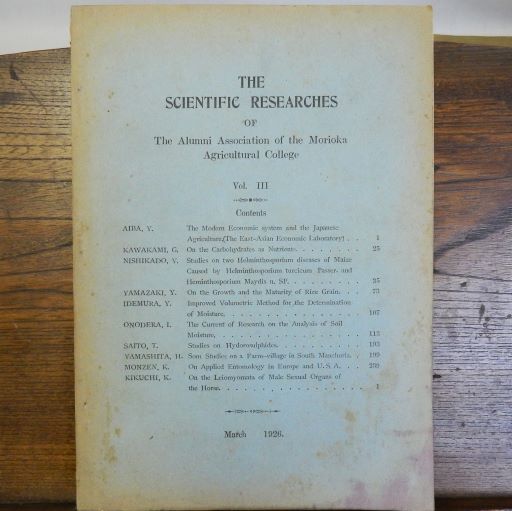 THE
SCIENTIFIC RESEARCHES
OF
The Alumni Association of the Morioka
Agricultural College
Vol. III
Contents
AIBA, Y. The Modern Economic system and the Japanese
Agriculture,(The East-Asian Economic Laboratory) . . 1
KAWAKAMI, G. On the Carbohydrates as Nutrients. . . . . . . . 25
NISHIKADO, Y. Studies on two Helminthosporium diseases of Maize
Caused by Helminthosporium turcicum Passer. and
Heminthosporium Maydis n, SP. . . . . . . . 35
YAMAZAKI, Y. On the Growth and the Maturity of Rice Grain. . . 73
IDEMURA, Y. Improved Volumetric Method for the Determination
of Moisture. . . . . . . . . . . . . . 107
ONODERA, I. The Current of Research on the Analysis of Soil
Moisture, . . . . . . . . . . . . . . 113
SAITO, T. Studies on Hydorosulphides. . . . . . . . . 193
YAMASHITA, H. Som Studies on a Farm-village in South Manchuria. 199
MONZEN, K. On Applied Entomology in Europe and U.S.A. . . 259
KIKUCHI, K. On the Leiomyomata of Male Sexual Organs of
the Horse. . . . . . . . . . . . . . . 1
March 1926.